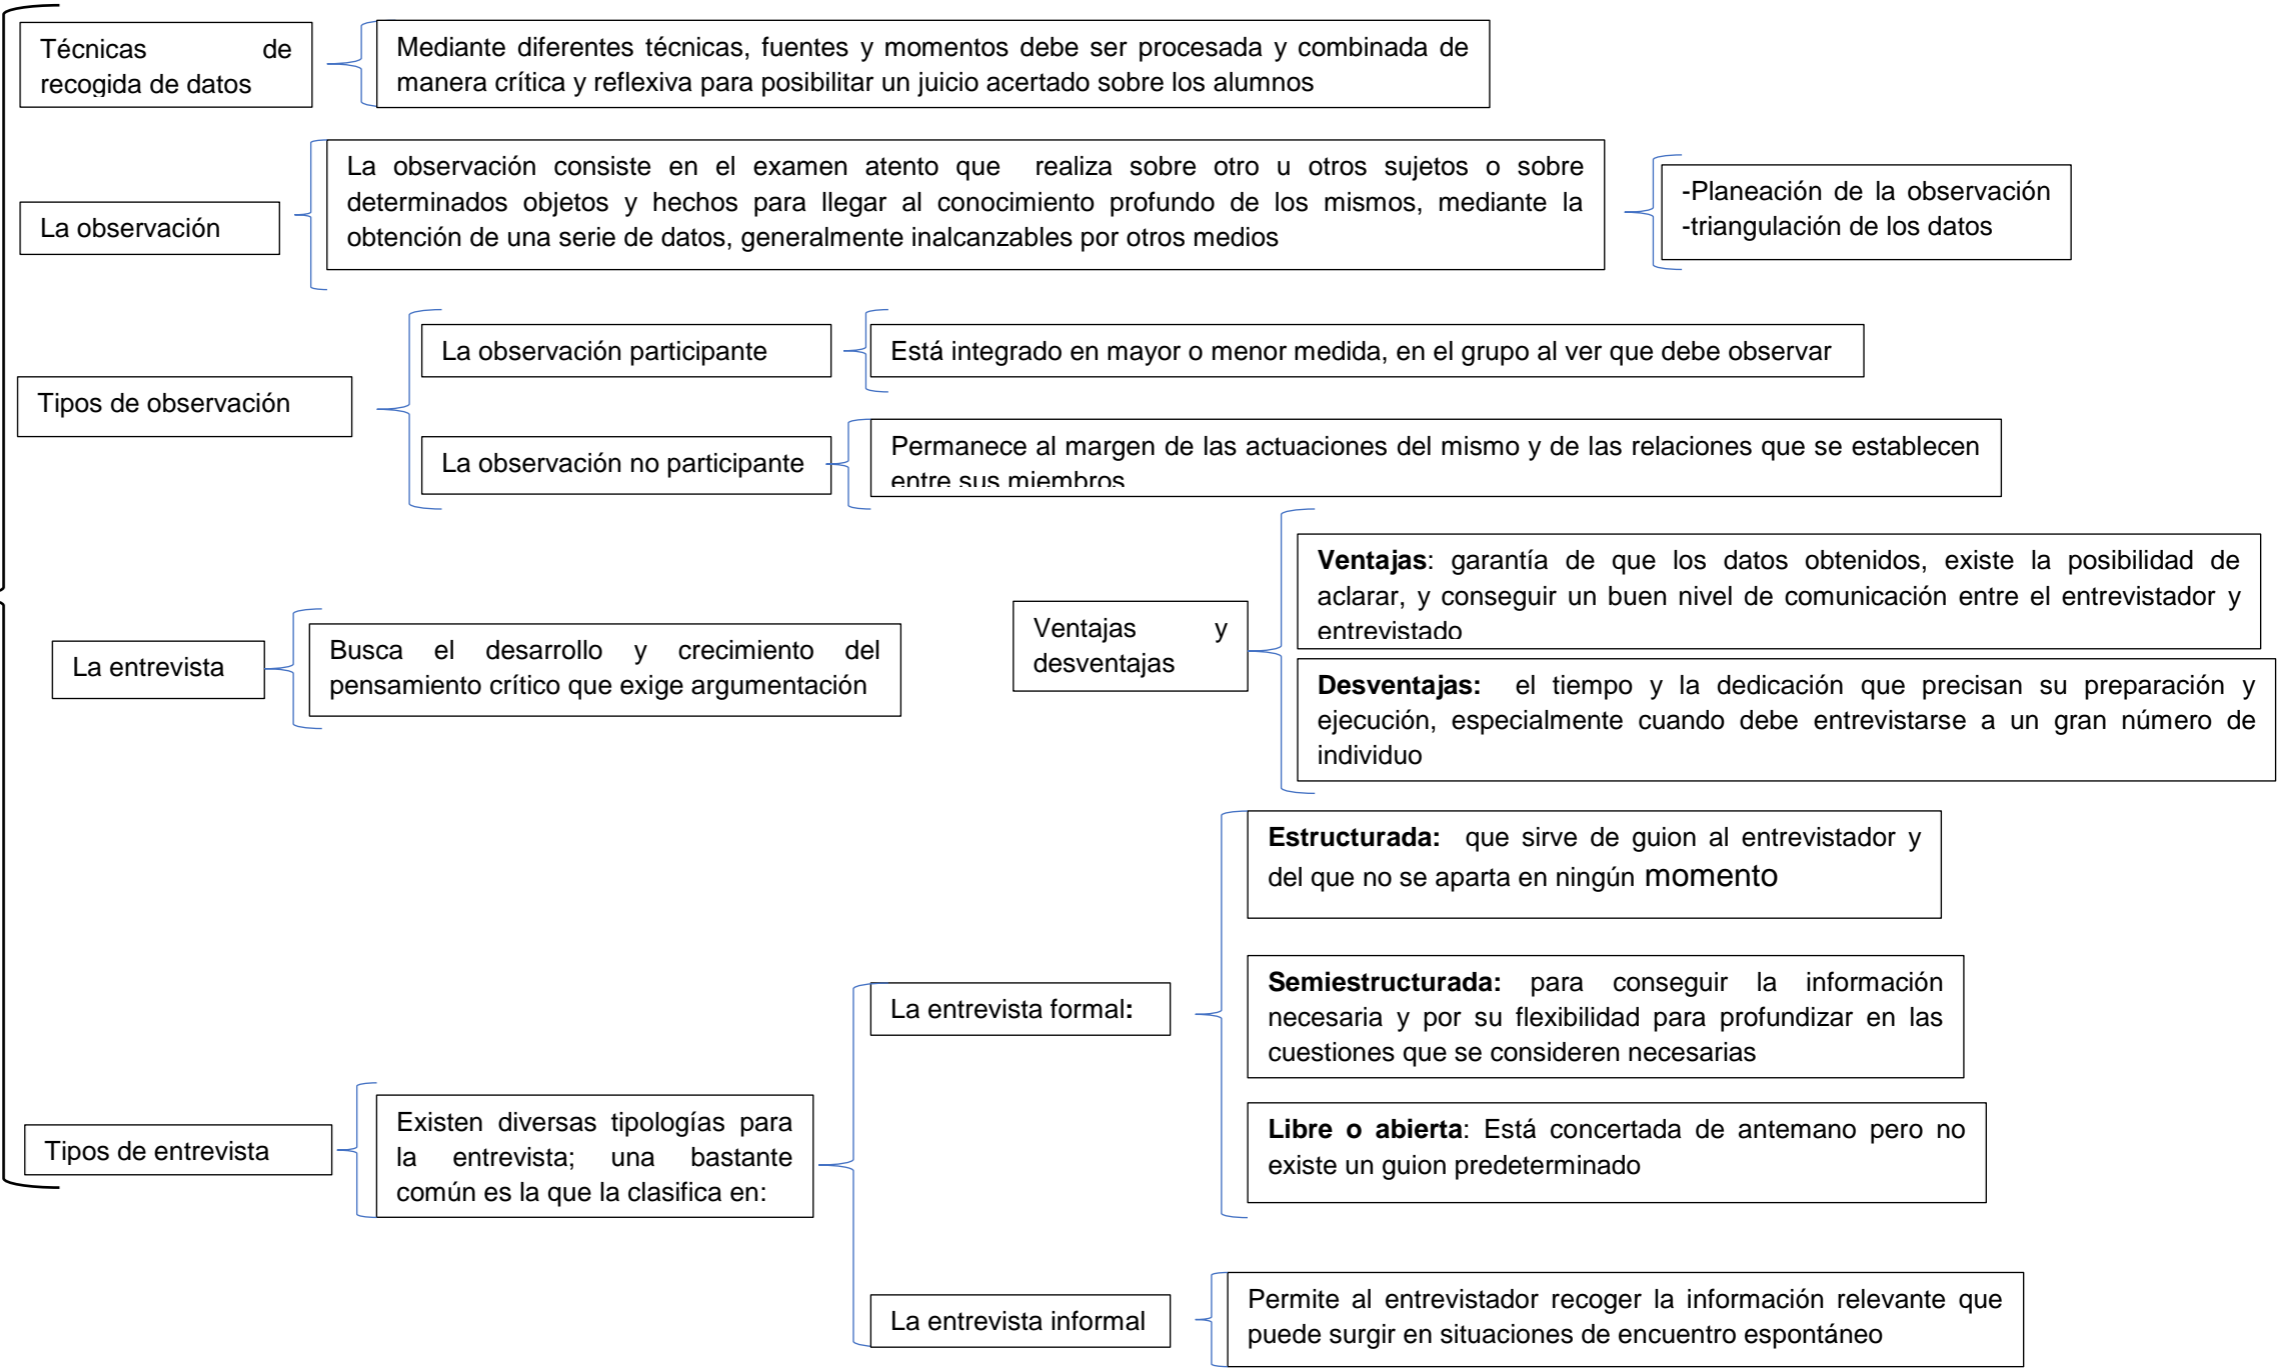 Técnicas de
recogida de datos
Mediante diferentes técnicas, fuentes y momentos debe ser procesada y combinada de
manera crítica y reflexiva para posibilitar un juicio acertado sobre los alumnos
La observación
La observación consiste en el examen atento que realiza sobre otro u otros sujetos o sobre
determinados objetos y hechos para llegar al conocimiento profundo de los mismos, mediante la
obtención de una serie de datos, generalmente inalcanzables por otros medios
-Planeación de la observación
-triangulación de los datos
Tipos de observación
La observación participante
Está integrado en mayor o menor medida, en el grupo al ver que debe observar
La observación no participante
Permanece al margen de las actuaciones del mismo y de las relaciones que se establecen
entre sus miembros
La entrevista
Busca el desarrollo y crecimiento del
pensamiento crítico que exige argumentación
Ventajas y
desventajas
Ventajas: garantía de que los datos obtenidos, existe la posibilidad de
aclarar, y conseguir un buen nivel de comunicación entre el entrevistador y
entrevistado
Desventajas: el tiempo y la dedicación que precisan su preparación y
ejecución, especialmente cuando debe entrevistarse a un gran número de
individuo
Tipos de entrevista
Existen diversas tipologías para
la entrevista; una bastante
común es la que la clasifica en:
La entrevista formal:
Estructurada: que sirve de guion al entrevistador y
del que no se aparta en ningún momento
Semiestructurada: para conseguir la información
necesaria y por su flexibilidad para profundizar en las
cuestiones que se consideren necesarias
Libre o abierta: Está concertada de antemano pero no
existe un guion predeterminado
La entrevista informal
Permite al entrevistador recoger la información relevante que
puede surgir en situaciones de encuentro espontáneo